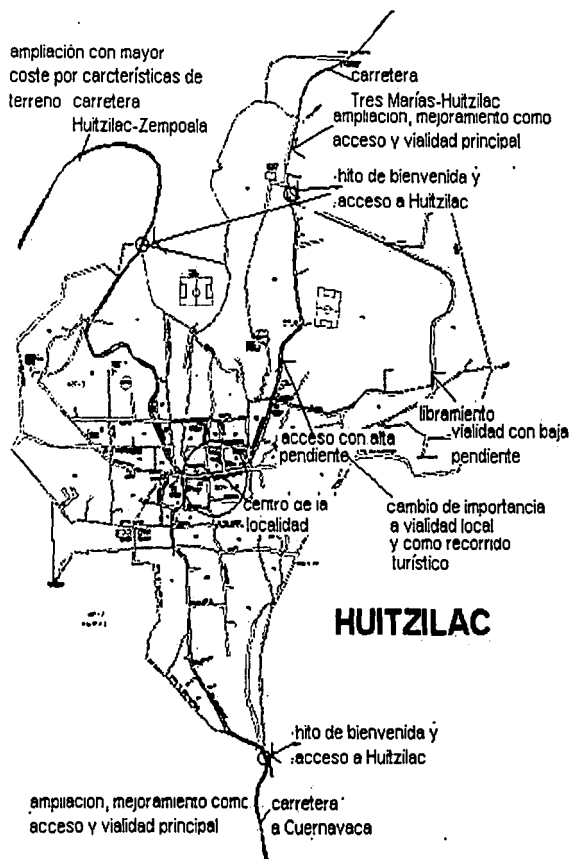 ampliación con mayor
coste por carcterísticas de
terreno
carretera
Huitzilac-Zempoala
carretera
Tres Marías-Huitzilac
ampliacion, mejoramiento como
acceso y vialidad principal
hito de bienvenida y
acceso a Huitzilac
libramiento
vialidad con baja
pendiente
acceso con alta
pendiente
centro de la
localidad
cambio de importancia
a vialidad local
y como recorrido
turístico
HUITZILAC
hito de bienvenida y
acceso a Huitzilac
ampliacion, mejoramiento como
acceso y vialidad principal
carretera
a Cuernavaca